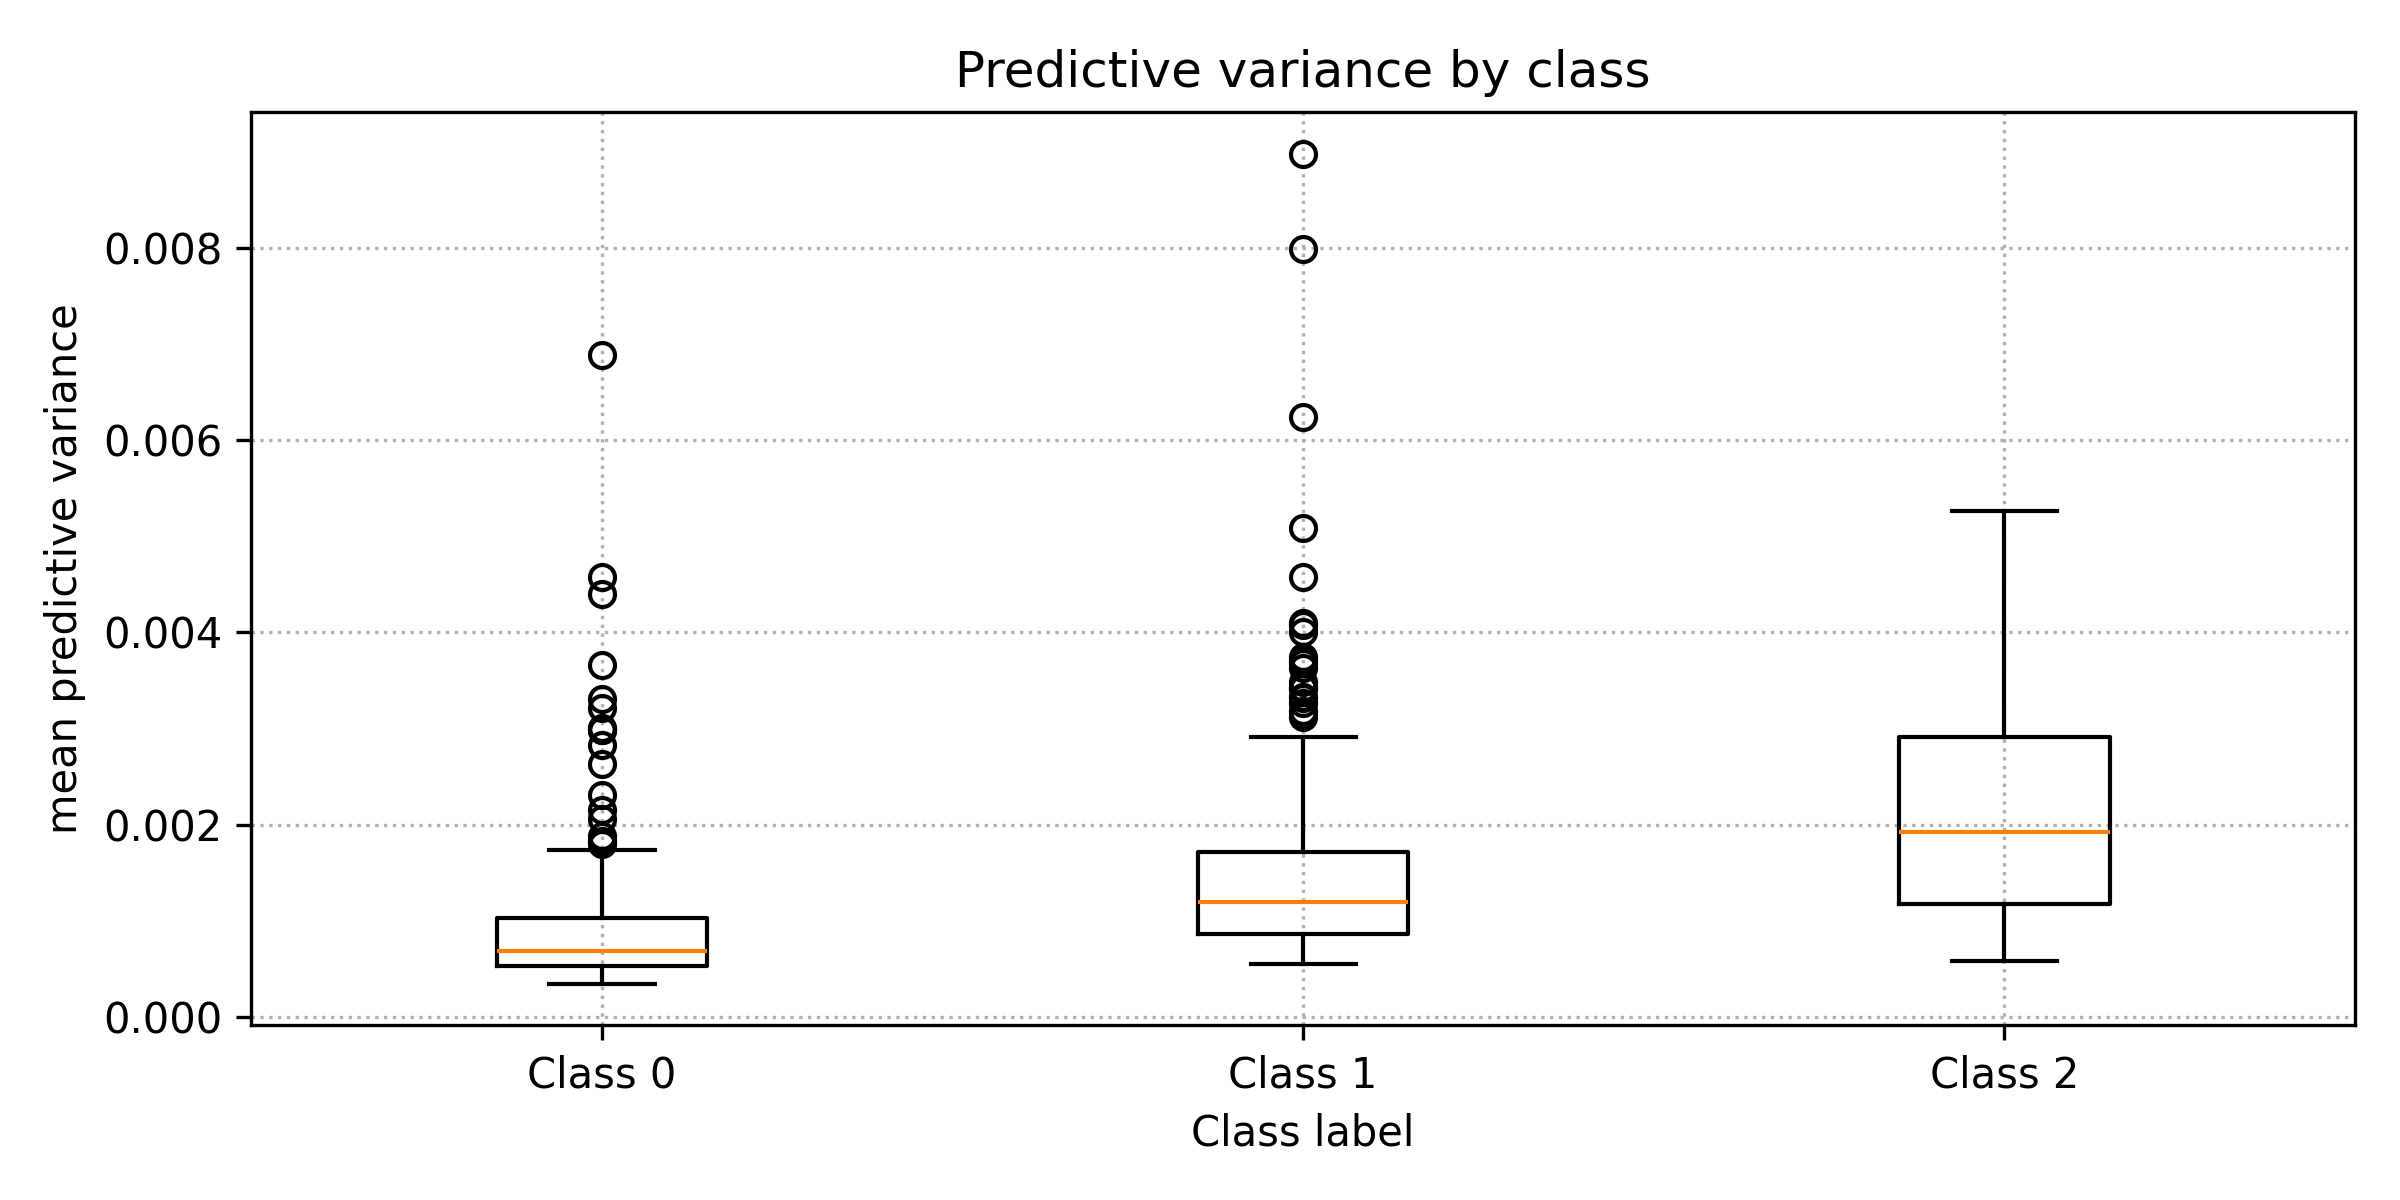 Predictive variance by class
mean predictive variance
0.008
0.006
0.004
0.002
0.000
Class 0
Class 1
Class 2
Class label